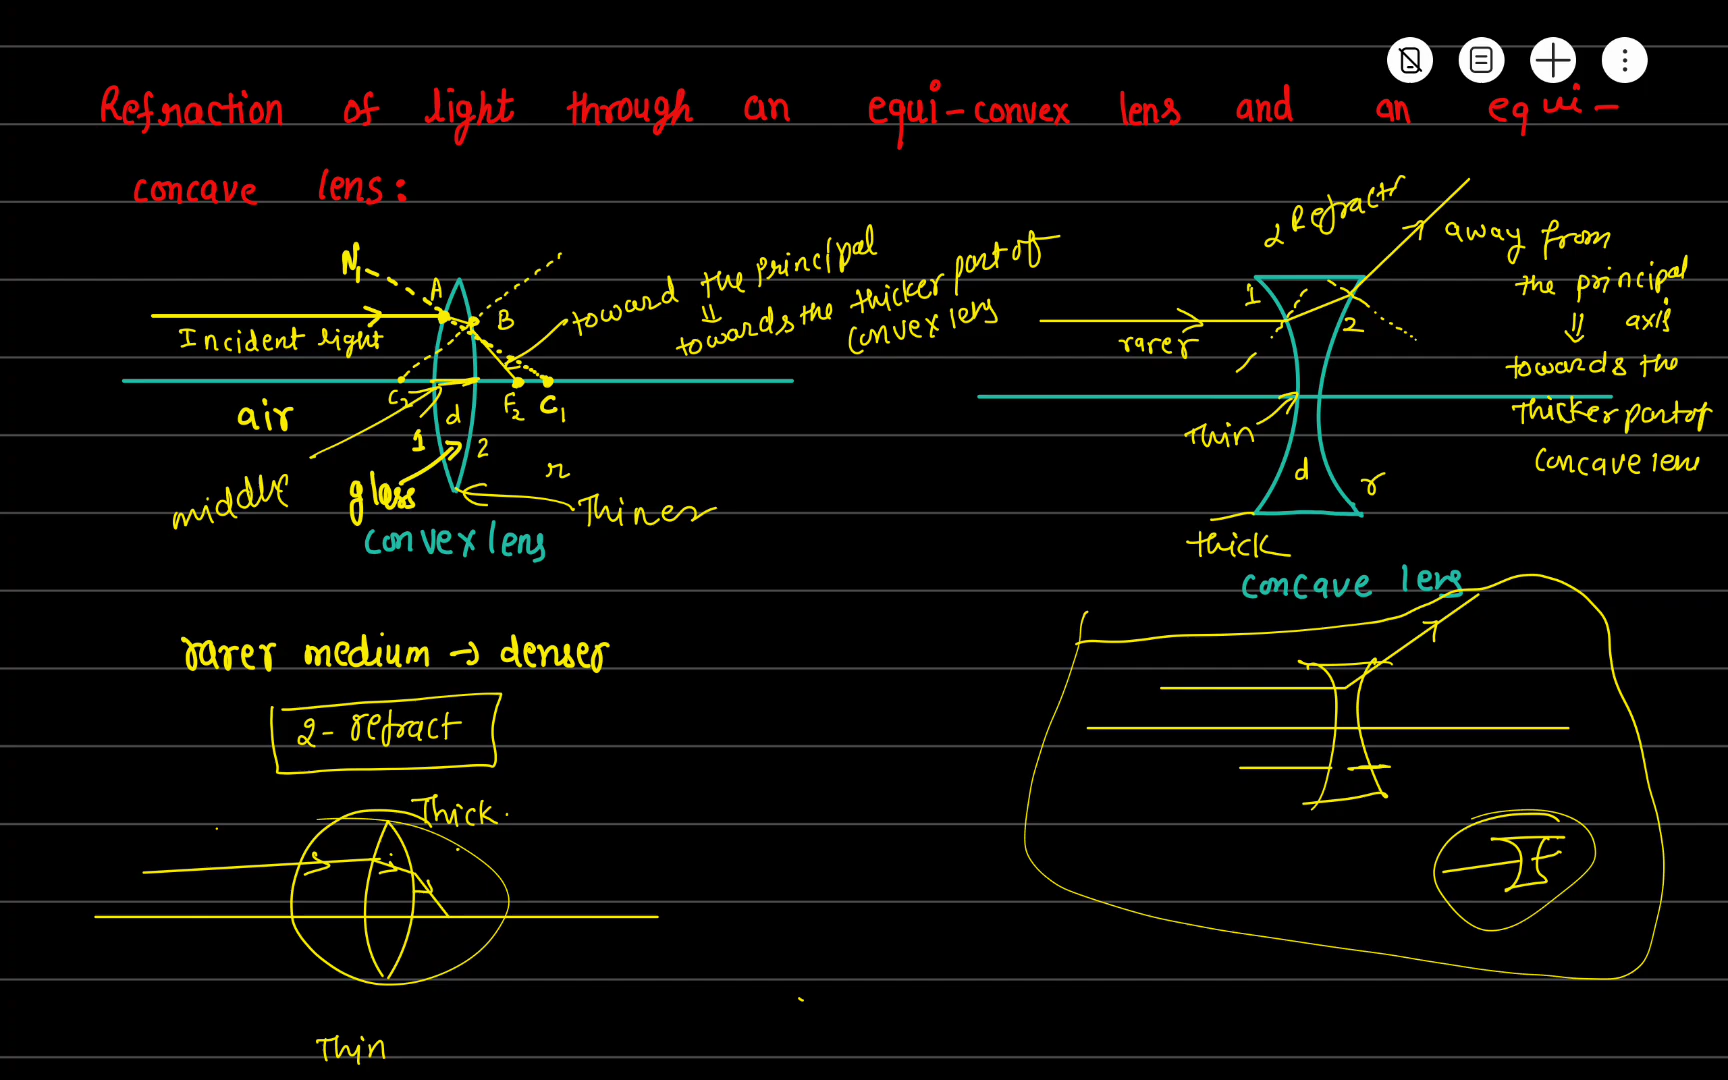 Refraction of light through an equi-convex lens and an equi-
concave lens:
N1
A
B
Incident light
toward the principal
⇓
towards the thicker part of
convex lens
C2
F2
C1
air
d
1
2
r
middle
glass
Thiner
convex lens
2 Refract
away from
the principal
axis
⇓
towards the
Thicker part of
concave lens
1
2
rarer
Thin
d
r
thick
concave lens
rarer medium → denser
2- refract
Thick.
Thin